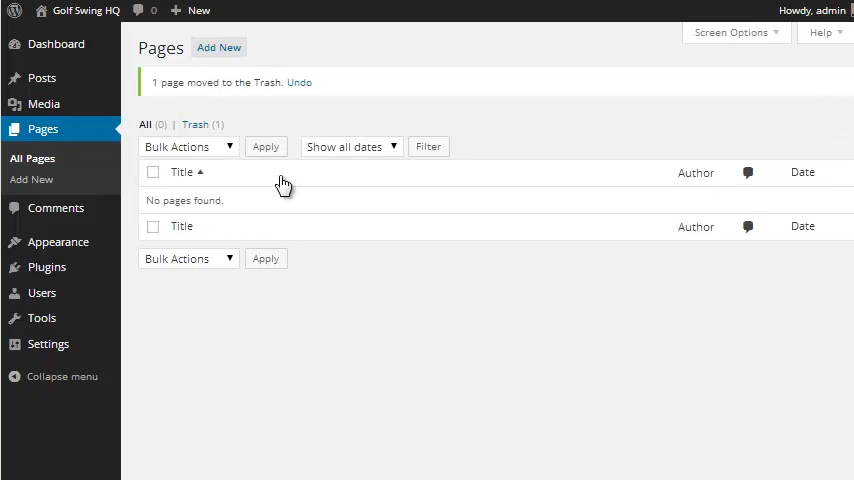 Golf Swing HQ 0 New Howdy, admin
Dashboard
Posts
Media
Pages
All Pages
Add New
Comments
Appearance
Plugins
Users
Tools
Settings
Collapse menu
Screen Options Help
Pages Add New
1 page moved to the Trash. Undo
All (0) | Trash (1)
Bulk Actions Apply Show all dates Filter
Title Author Date
No pages found.
Title Author Date
Bulk Actions Apply